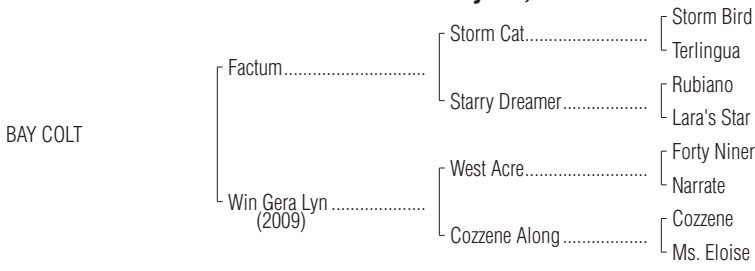 Storm Bird
Storm Cat
Terlingua
Factum
Rubiano
Starry Dreamer
Lara's Star
BAY COLT
Forty Niner
West Acre
Narrate
Win Gera Lyn
(2009)
Cozzene
Cozzene Along
Ms. Eloise